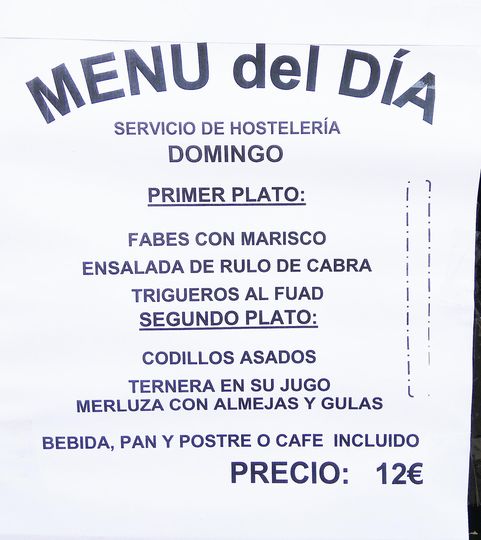 MENU del DÍA
SERVICIO DE HOSTELERÍA
DOMINGO
PRIMER PLATO:
FABES CON MARISCO
ENSALADA DE RULO DE CABRA
TRIGUEROS AL FUAD
SEGUNDO PLATO:
CODILLOS ASADOS
TERNERA EN SU JUGO
MERLUZA CON ALMEJAS Y GULAS
BEBIDA, PAN Y POSTRE O CAFE INCLUIDO
PRECIO: 12€